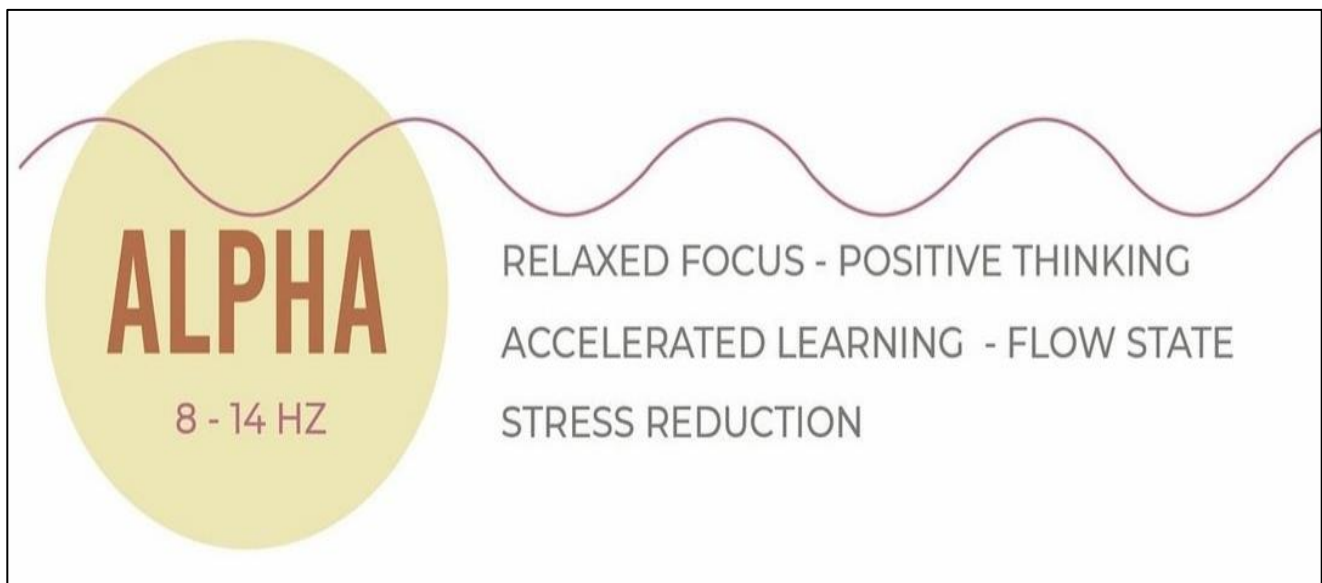 ALPHA
8 - 14 HZ
RELAXED FOCUS - POSITIVE THINKING
ACCELERATED LEARNING - FLOW STATE
STRESS REDUCTION